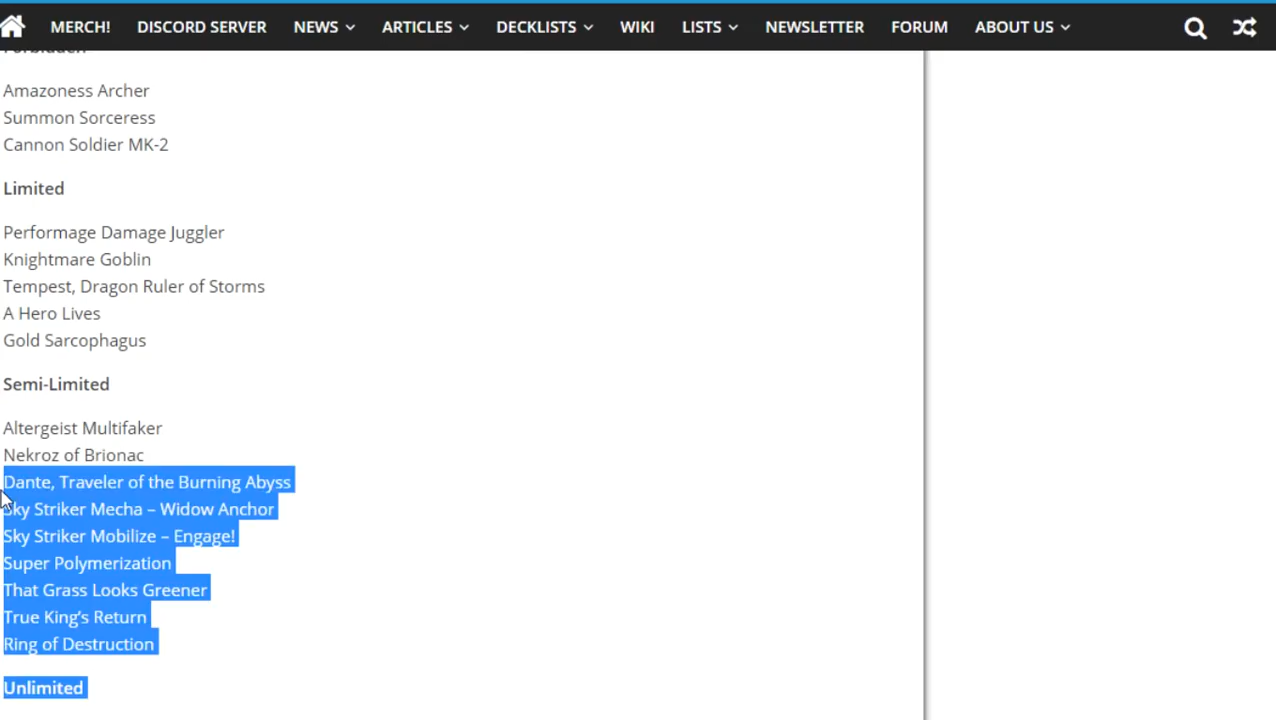 MERCH! DISCORD SERVER NEWS ARTICLES DECKLISTS WIKI LISTS NEWSLETTER FORUM ABOUT US
Forbidden
Amazoness Archer
Summon Sorceress
Cannon Soldier MK-2
Limited
Performage Damage Juggler
Knightmare Goblin
Tempest, Dragon Ruler of Storms
A Hero Lives
Gold Sarcophagus
Semi-Limited
Altergeist Multifaker
Nekroz of Brionac
Dante, Traveler of the Burning Abyss
Sky Striker Mecha – Widow Anchor
Sky Striker Mobilize – Engage!
Super Polymerization
That Grass Looks Greener
True King’s Return
Ring of Destruction
Unlimited